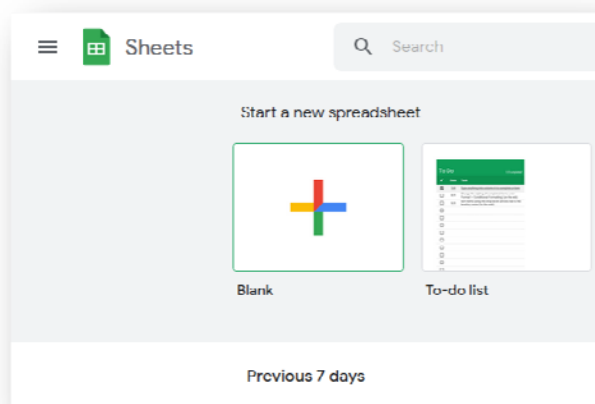 Sheets
Search
Start a new spreadsheet
Blank
To-do list
Previous 7 days